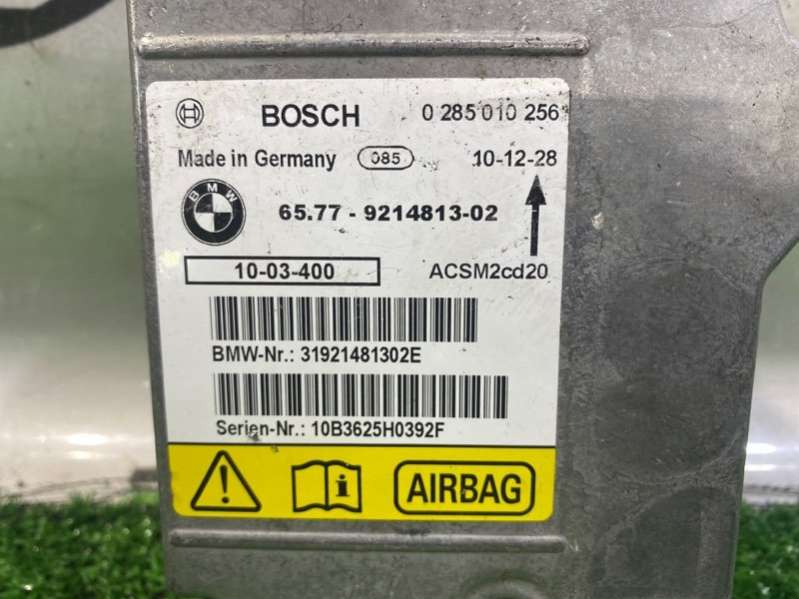 BOSCH 0 285 010 256
Made in Germany 085 10-12-28
BMW 65.77 - 9214813-02
10-03-400 ACSM2cd20
BMW-Nr.: 31921481302E
Serien-Nr.: 10B3625H0392F
AIRBAG